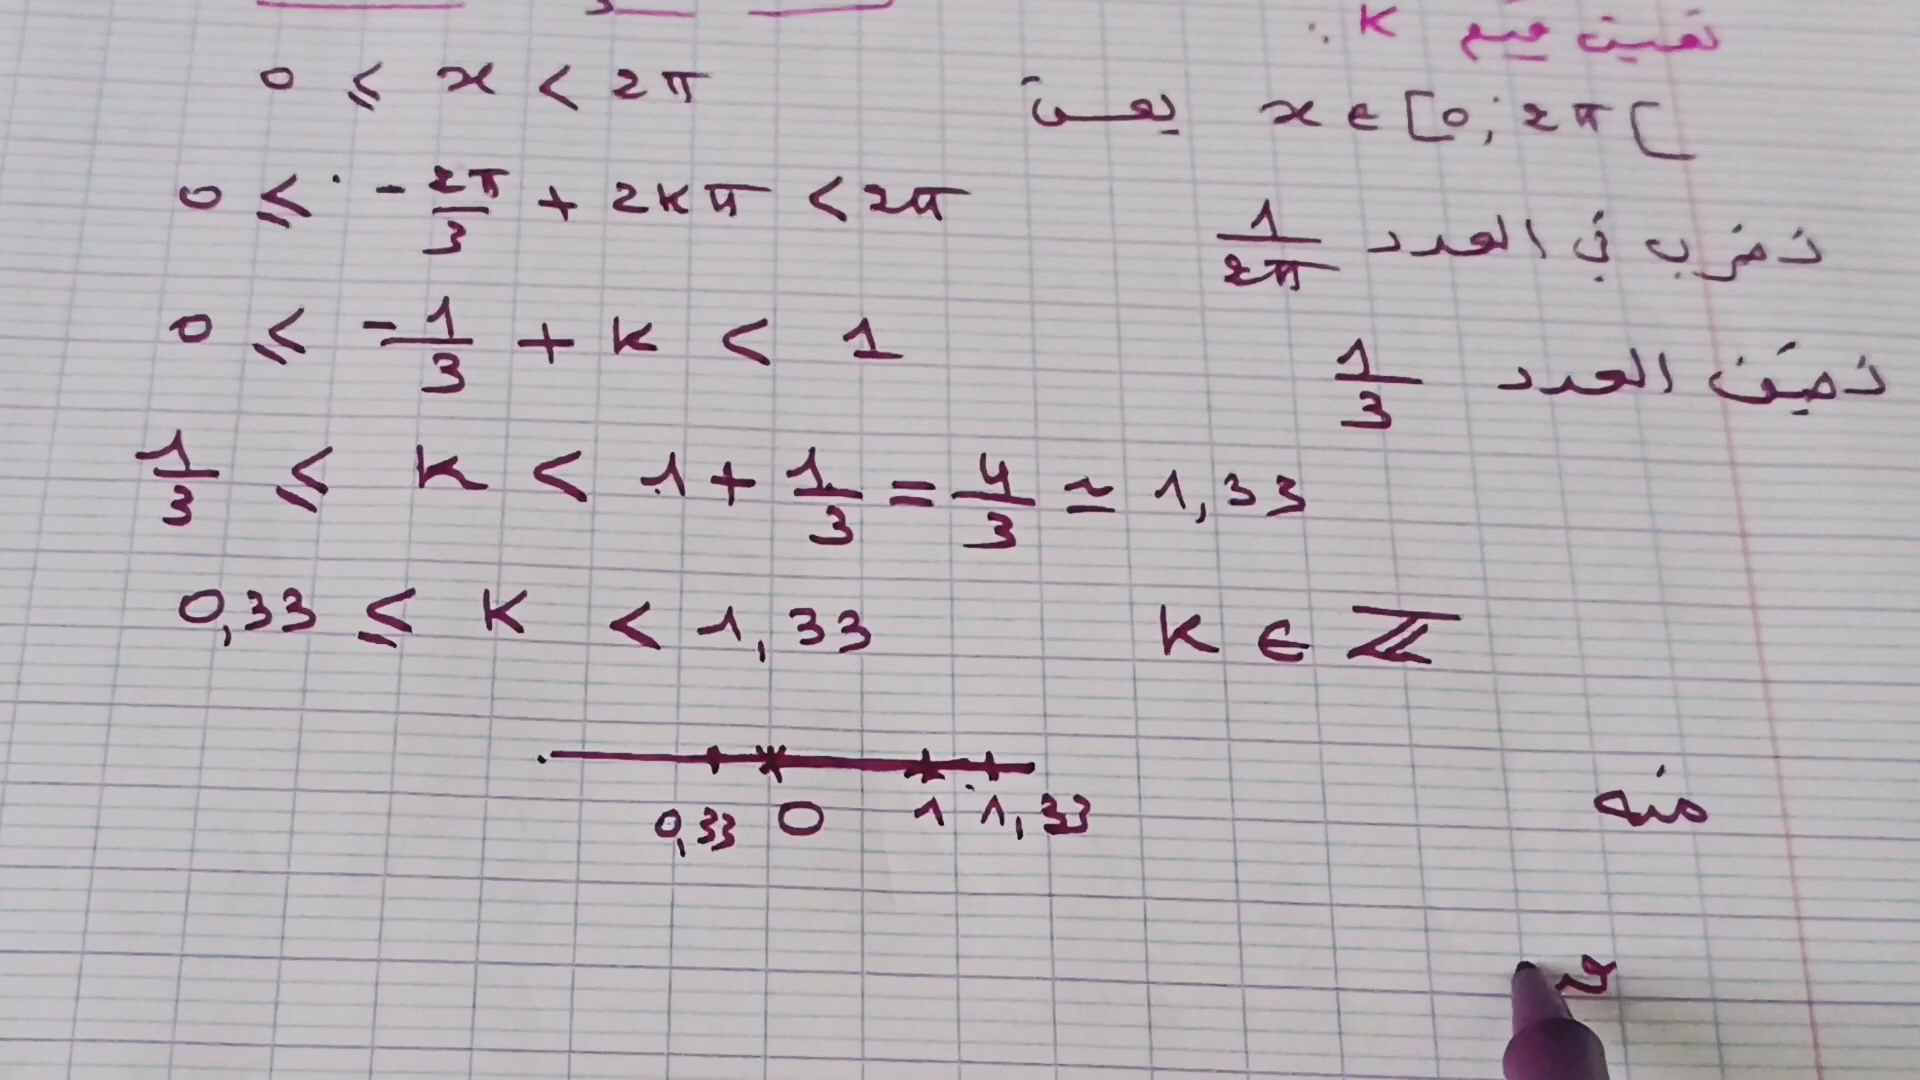 تعيين قيم K :
0 ≤ x < 2π يعني x ∈ [0; 2π[
0 ≤ - 2π/3 + 2Kπ < 2π نضرب في العدد 1/2π
0 ≤ - 1/3 + K < 1 نضيف العدد 1/3
1/3 ≤ K < 1 + 1/3 = 4/3 ≃ 1,33
0,33 ≤ K < 1,33 K ∈ ℤ
0,33 0 1 1,33
منه